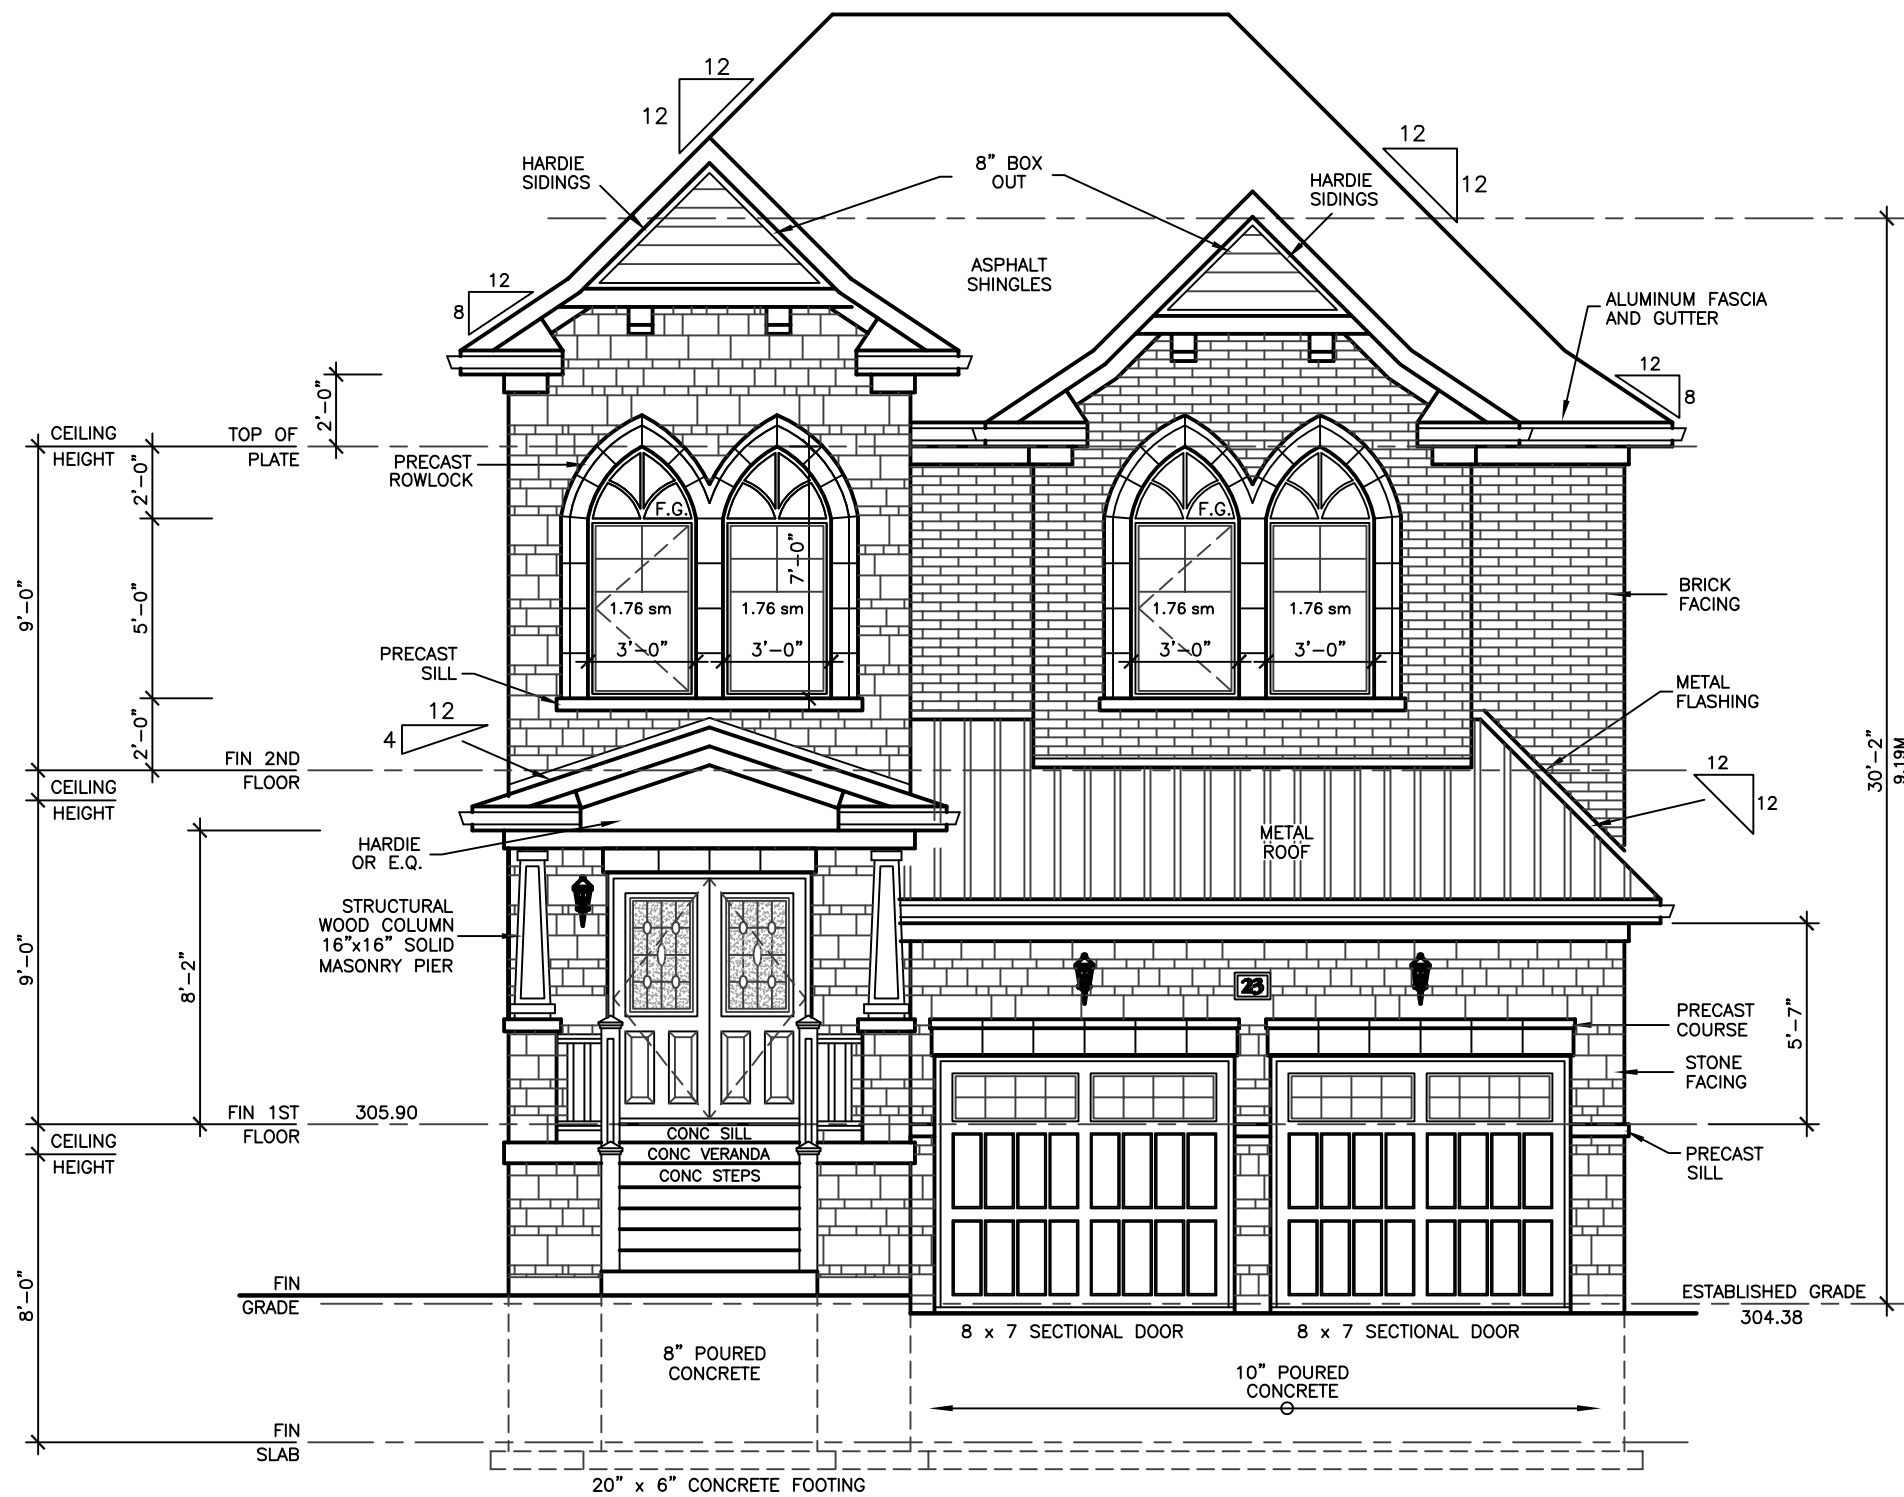 12
12
HARDIE
SIDINGS
8" BOX
OUT
12
12
HARDIE
SIDINGS
ASPHALT
SHINGLES
12
8
ALUMINUM FASCIA
AND GUTTER
12
8
2'-0"
CEILING
HEIGHT
TOP OF
PLATE
PRECAST
ROWLOCK
2'-0"
F.G.
F.G.
7'-0"
9'-0"
5'-0"
1.76 sm
1.76 sm
1.76 sm
1.76 sm
3'-0"
3'-0"
3'-0"
3'-0"
BRICK
FACING
PRECAST
SILL
METAL
FLASHING
12
4
2'-0"
FIN 2ND
FLOOR
CEILING
HEIGHT
30'-2"
9.19M
12
12
HARDIE
OR E.Q.
METAL
ROOF
STRUCTURAL
WOOD COLUMN
16"x16" SOLID
MASONRY PIER
9'-0"
8'-2"
23
PRECAST
COURSE
5'-7"
STONE
FACING
FIN 1ST
FLOOR
305.90
CEILING
HEIGHT
CONC SILL
CONC VERANDA
CONC STEPS
PRECAST
SILL
8'-0"
FIN
GRADE
ESTABLISHED GRADE
304.38
8 x 7 SECTIONAL DOOR
8 x 7 SECTIONAL DOOR
8" POURED
CONCRETE
10" POURED
CONCRETE
FIN
SLAB
20" x 6" CONCRETE FOOTING